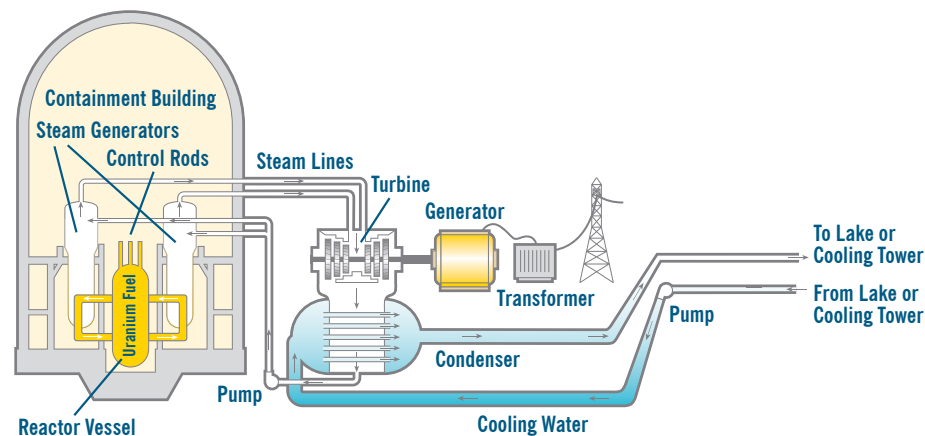 Containment Building
Steam Generators
Control Rods
Steam Lines
Turbine
Generator
To Lake or
Cooling Tower
Transformer
From Lake or
Cooling Tower
Pump
Uranium Fuel
Condenser
Pump
Cooling Water
Reactor Vessel